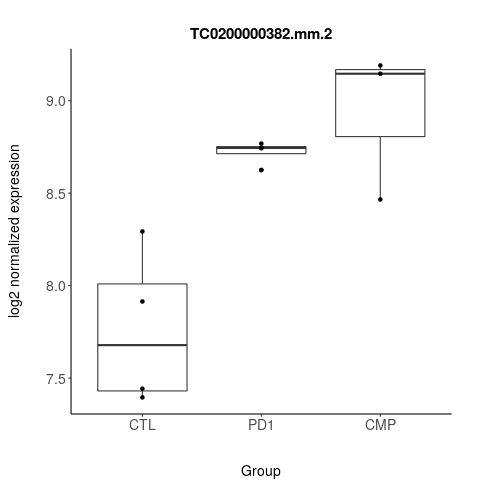 TC0200000382.mm.2
log2 normalized expression
9.0
8.5
8.0
7.5
CTL PD1 CMP
Group